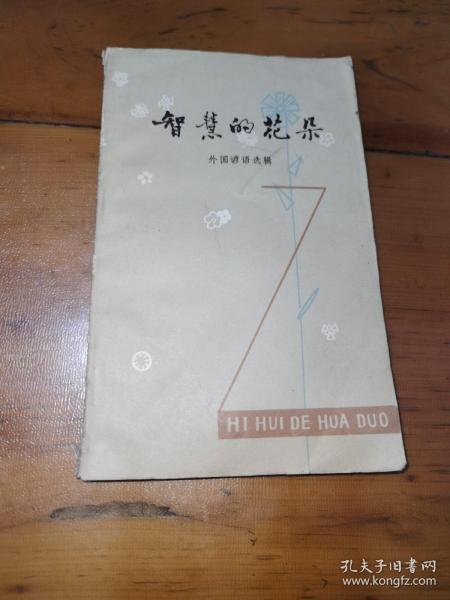 智慧的花朵
外国谚语选辑
ZHI HUI DE HUA DUO
孔夫子旧书网
www.kongfz.com